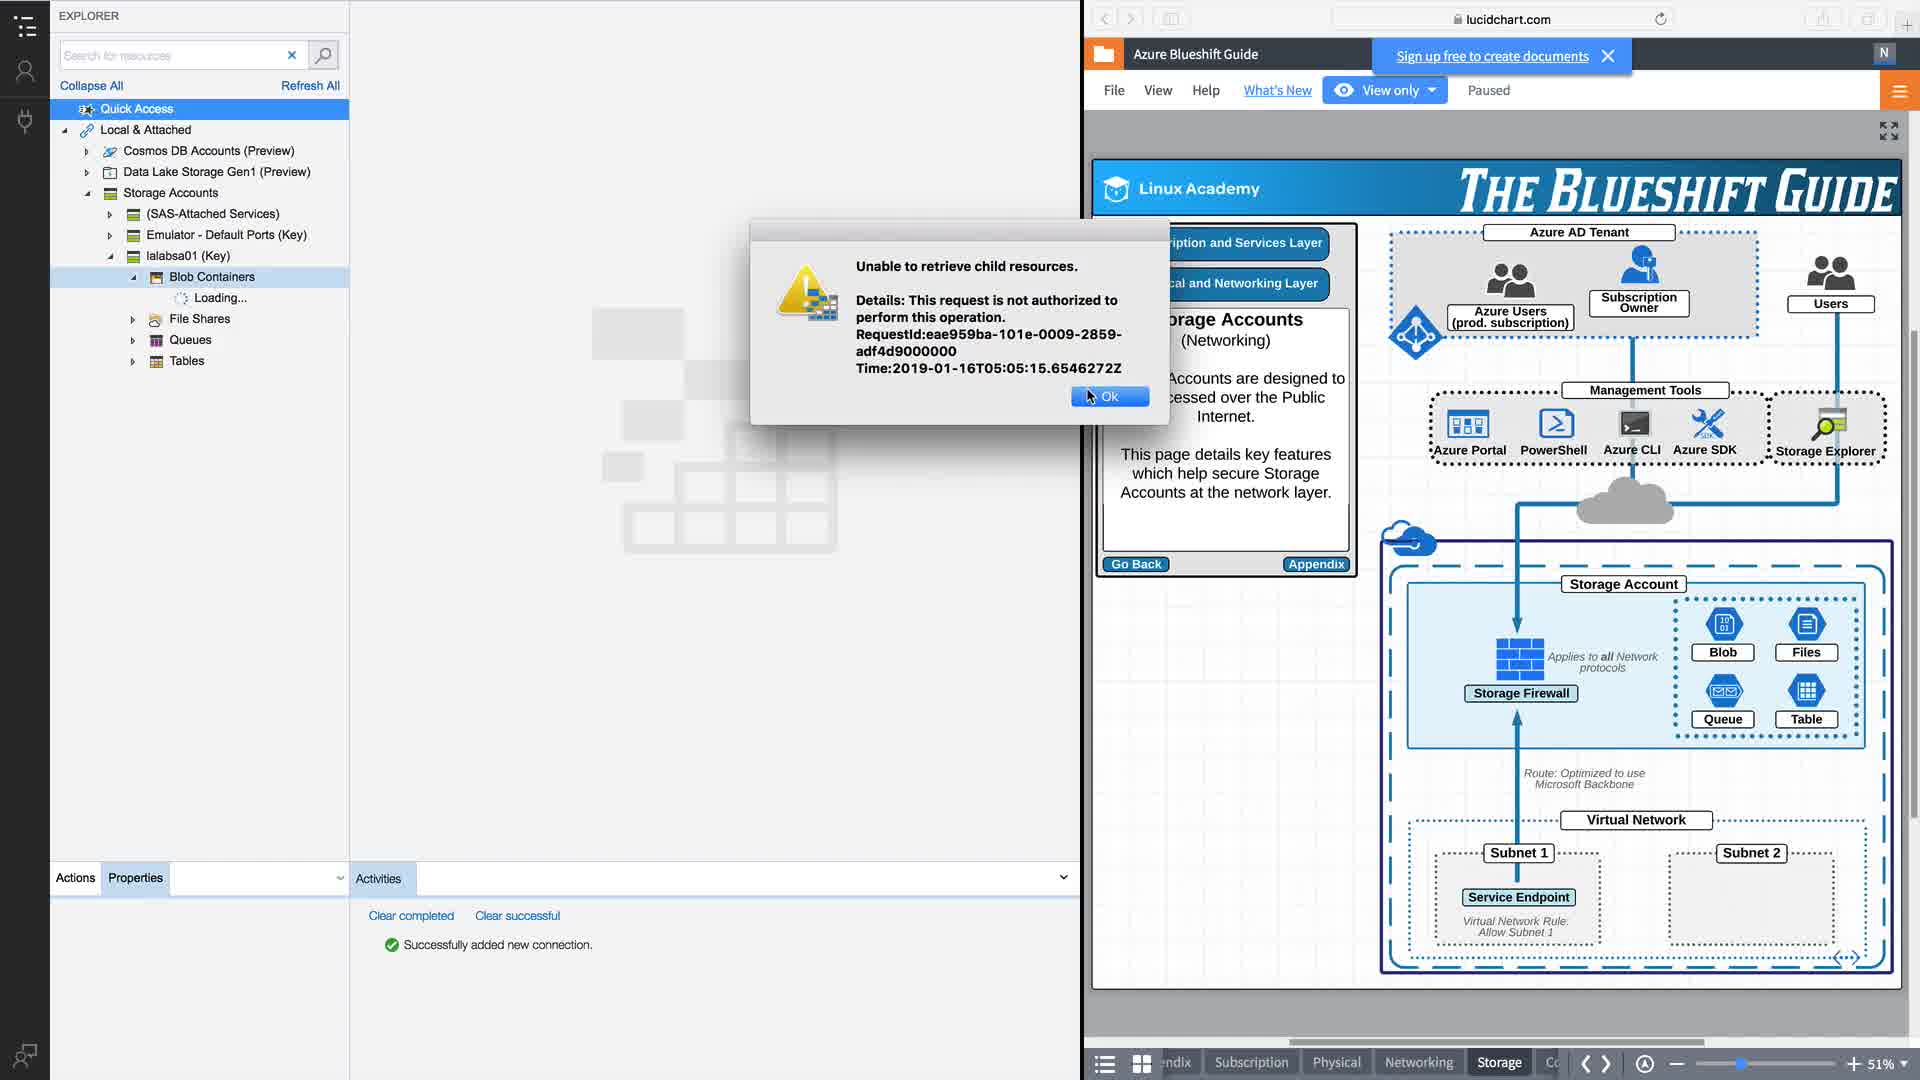 EXPLORER
Search for resources
Collapse All
Refresh All
Quick Access
Local & Attached
Cosmos DB Accounts (Preview)
Data Lake Storage Gen1 (Preview)
Storage Accounts
(SAS-Attached Services)
Emulator - Default Ports (Key)
lalabsa01 (Key)
Blob Containers
Loading...
File Shares
Queues
Tables
Actions
Properties
Activities
Clear completed
Clear successful
Successfully added new connection.
Unable to retrieve child resources.
Details: This request is not authorized to
perform this operation.
RequestId:eae959ba-101e-0009-2859-
adf4d9000000
Time:2019-01-16T05:05:15.6546272Z
Ok
lucidchart.com
Azure Blueshift Guide
Sign up free to create documents
N
File
View
Help
What's New
View only
Paused
Linux Academy
THE BLUESHIFT GUIDE
ription and Services Layer
cal and Networking Layer
orage Accounts
(Networking)
Accounts are designed to
cessed over the Public
Internet.
This page details key features
which help secure Storage
Accounts at the network layer.
Go Back
Appendix
Azure AD Tenant
Azure Users
(prod. subscription)
Subscription
Owner
Users
Management Tools
Azure Portal
PowerShell
Azure CLI
SDK
Azure SDK
Storage Explorer
Storage Account
Applies to all Network
protocols
Storage Firewall
10
01
Blob
Files
Queue
Table
Route: Optimized to use
Microsoft Backbone
Virtual Network
Subnet 1
Subnet 2
Service Endpoint
Virtual Network Rule:
Allow Subnet 1
endix
Subscription
Physical
Networking
Storage
51%